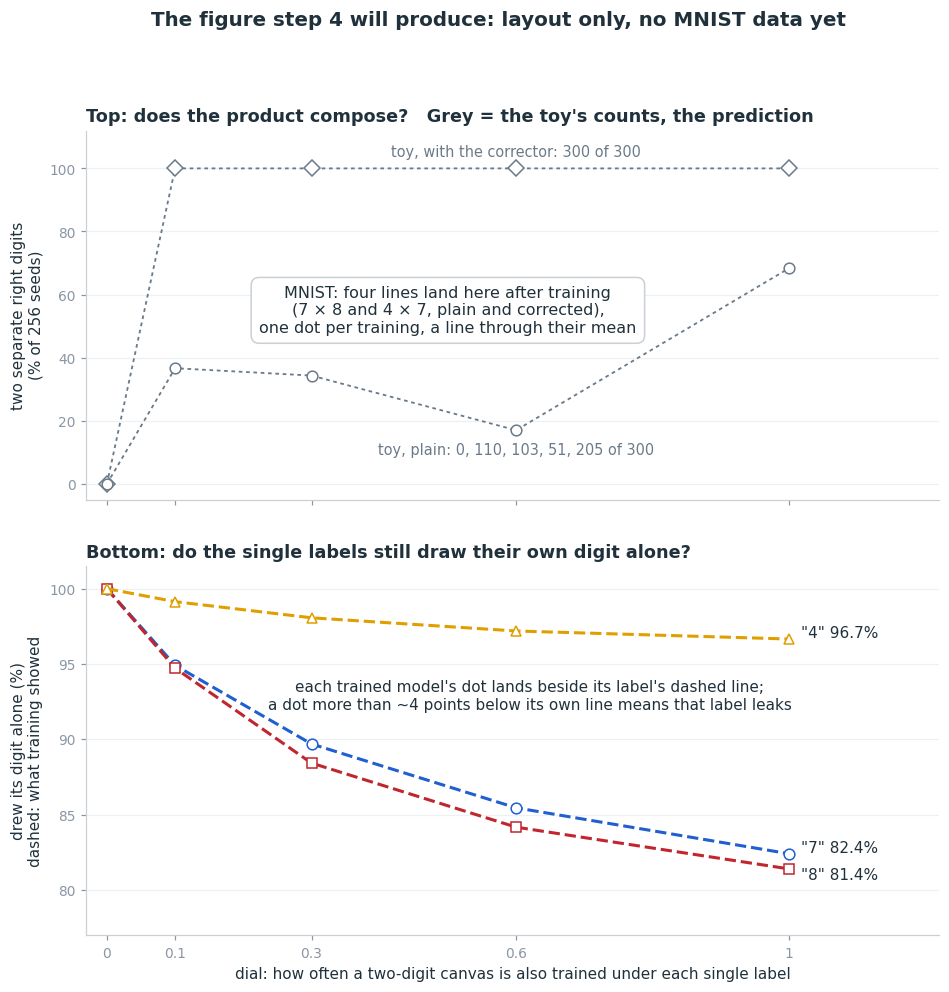 The figure step 4 will produce: layout only, no MNIST data yet
Top: does the product compose?   Grey = the toy's counts, the prediction
two separate right digits
(% of 256 seeds)
100
80
60
40
20
0
toy, with the corrector: 300 of 300
MNIST: four lines land here after training
(7 × 8 and 4 × 7, plain and corrected),
one dot per training, a line through their mean
toy, plain: 0, 110, 103, 51, 205 of 300
Bottom: do the single labels still draw their own digit alone?
drew its digit alone (%)
dashed: what training showed
100
95
90
85
80
"4" 96.7%
each trained model's dot lands beside its label's dashed line;
a dot more than ~4 points below its own line means that label leaks
"7" 82.4%
"8" 81.4%
0
0.1
0.3
0.6
1
dial: how often a two-digit canvas is also trained under each single label